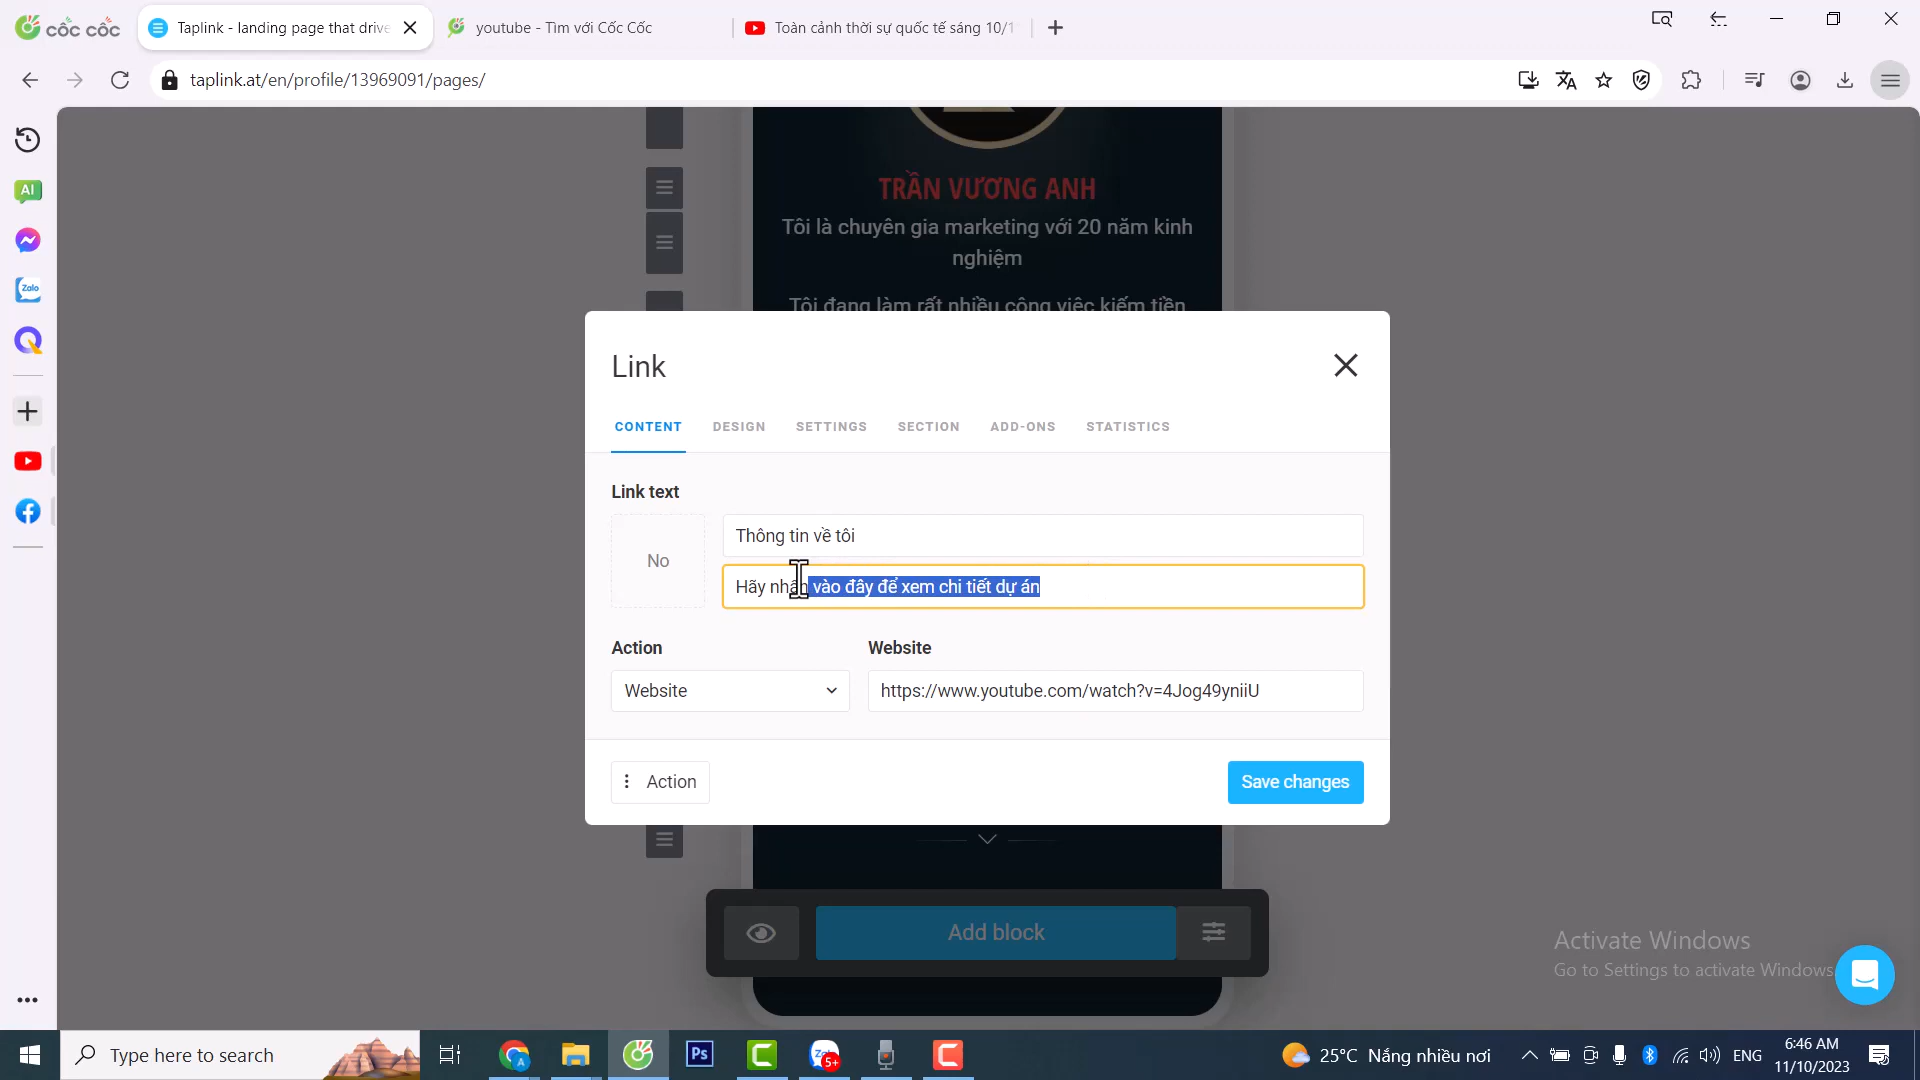 cốc cốc
Taplink - landing page that drive
youtube - Tìm với Cốc Cốc
Toàn cảnh thời sự quốc tế sáng 10/1
taplink.at/en/profile/13969091/pages/
AI
Zalo
TRẦN VƯƠNG ANH
Tôi là chuyên gia marketing với 20 năm kinh
nghiệm
Tôi đang làm rất nhiều công việc kiếm tiền
Link
CONTENT
DESIGN
SETTINGS
SECTION
ADD-ONS
STATISTICS
Link text
No
Thông tin về tôi
Hãy nhấn vào đây để xem chi tiết dự án
Action
Website
Website
https://www.youtube.com/watch?v=4Jog49yniiU
Action
Save changes
Add block
Activate Windows
Go to Settings to activate Windows.
Type here to search
Ps
5+
25°C Nắng nhiều nơi
ENG
6:46 AM
11/10/2023